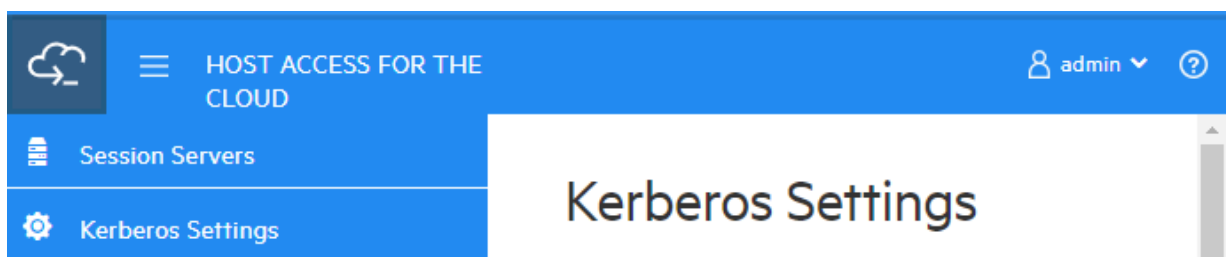 HOST ACCESS FOR THE
CLOUD
admin
Session Servers
Kerberos Settings
Kerberos Settings